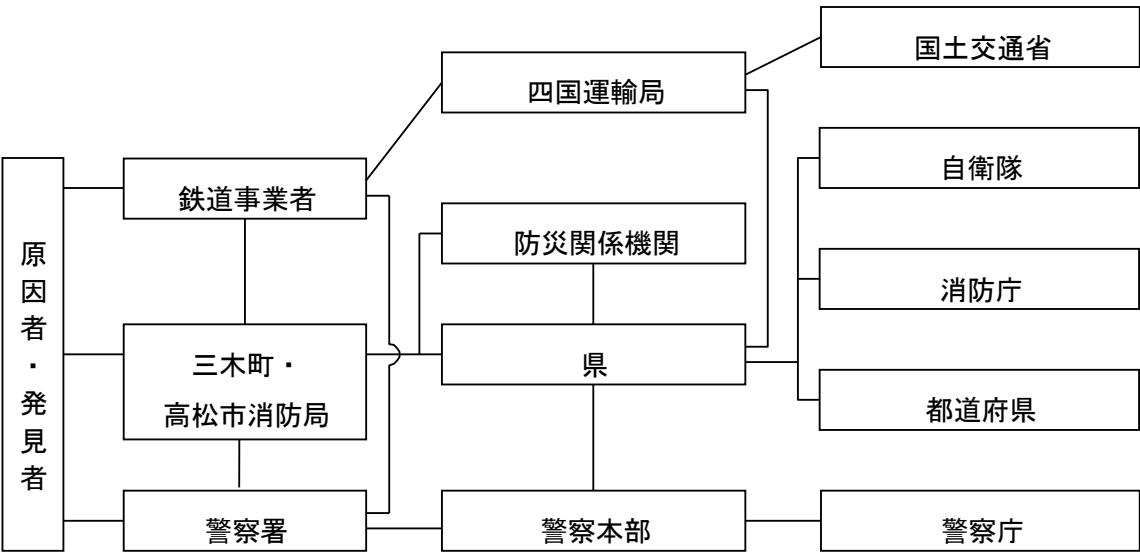 国土交通省
四国運輸局
自衛隊
鉄道事業者
防災関係機関
原因者・発見者
消防庁
三木町・
高松市消防局
県
都道府県
警察署
警察本部
警察庁